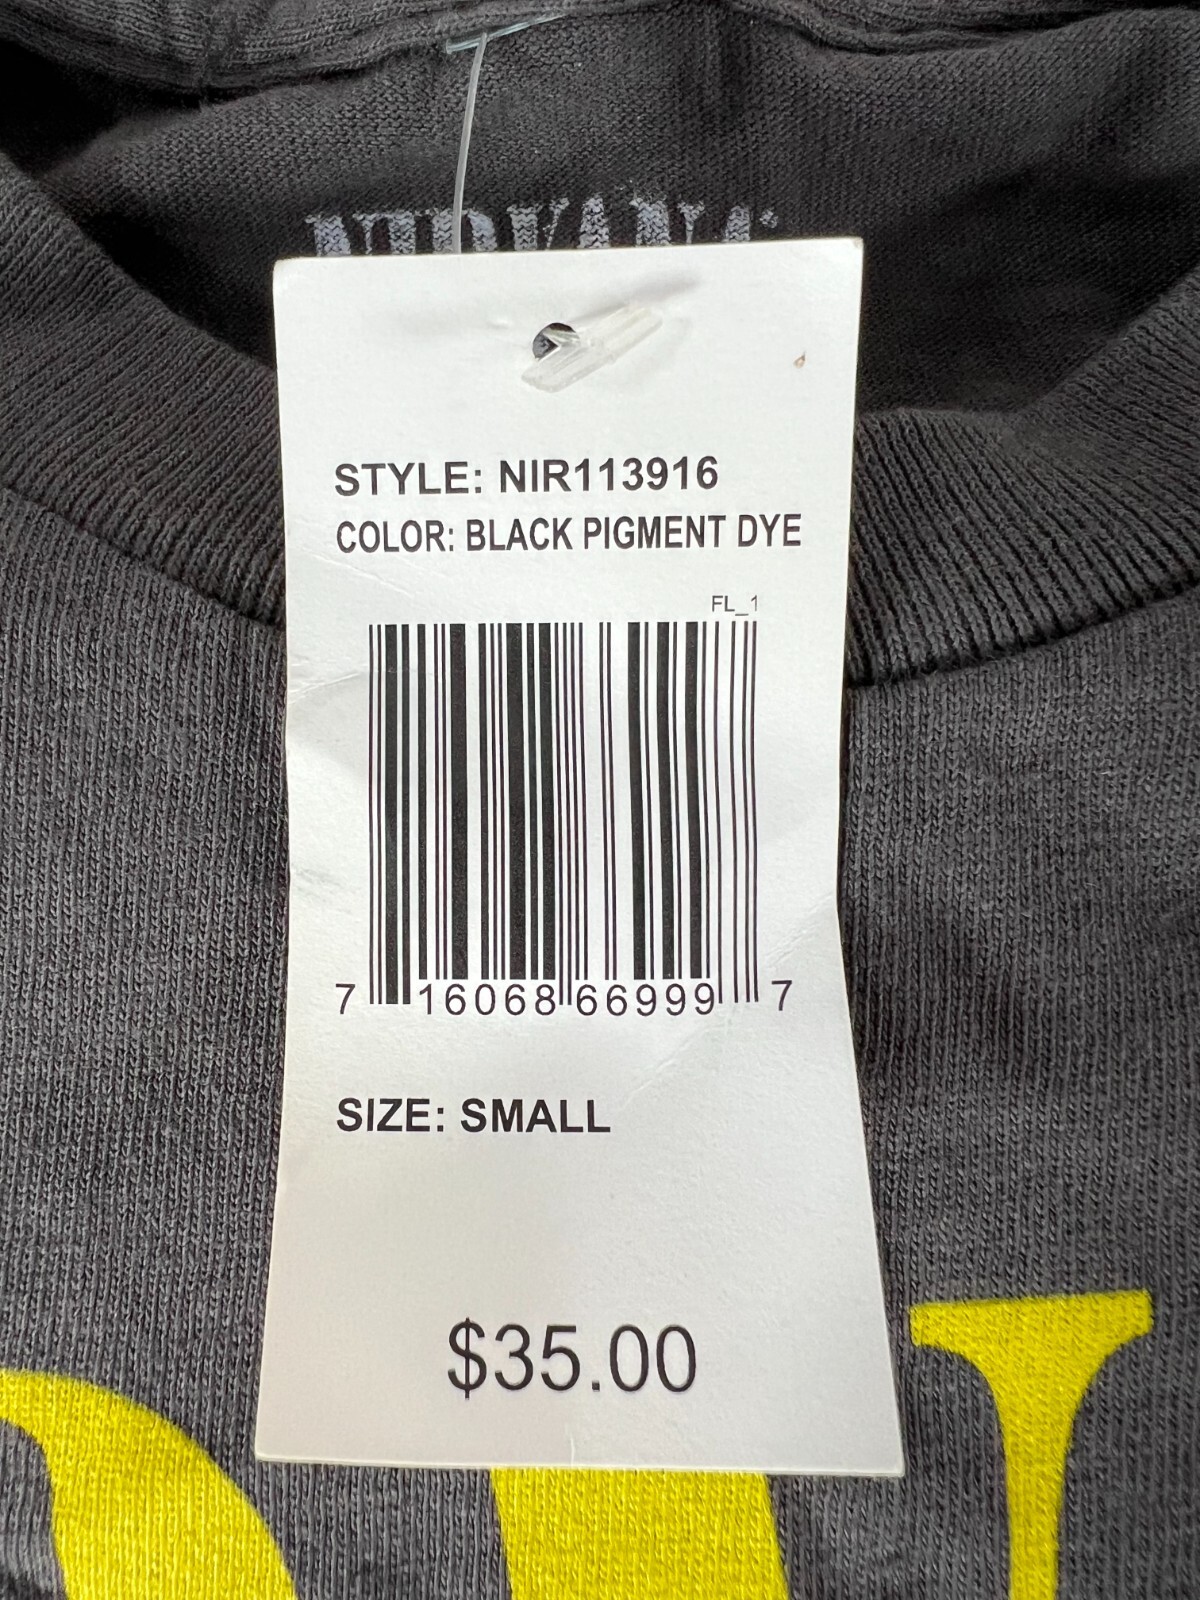 NIRVANA
STYLE: NIR113916
COLOR: BLACK PIGMENT DYE
FL_1
7 16068 66999 7
SIZE: SMALL
$35.00